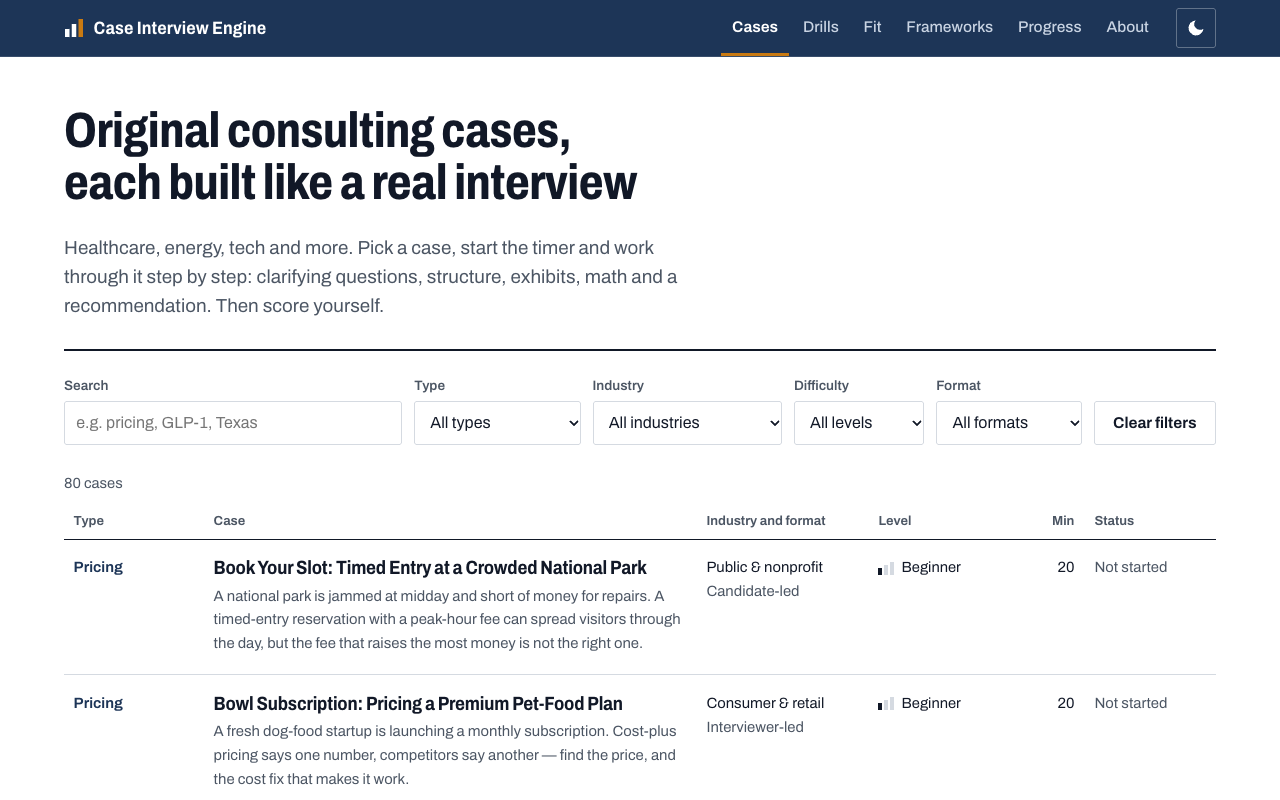 Case Interview Engine
Cases Drills Fit Frameworks Progress About
Original consulting cases,
each built like a real interview
Healthcare, energy, tech and more. Pick a case, start the timer and work
through it step by step: clarifying questions, structure, exhibits, math and a
recommendation. Then score yourself.
Search Type Industry Difficulty Format
e.g. pricing, GLP-1, Texas All types All industries All levels All formats Clear filters
80 cases
Type Case Industry and format Level Min Status
Pricing Book Your Slot: Timed Entry at a Crowded National Park Public & nonprofit Beginner 20 Not started
A national park is jammed at midday and short of money for repairs. A Candidate-led
timed-entry reservation with a peak-hour fee can spread visitors through
the day, but the fee that raises the most money is not the right one.
Pricing Bowl Subscription: Pricing a Premium Pet-Food Plan Consumer & retail Beginner 20 Not started
A fresh dog-food startup is launching a monthly subscription. Cost-plus Interviewer-led
pricing says one number, competitors say another — find the price, and
the cost fix that makes it work.